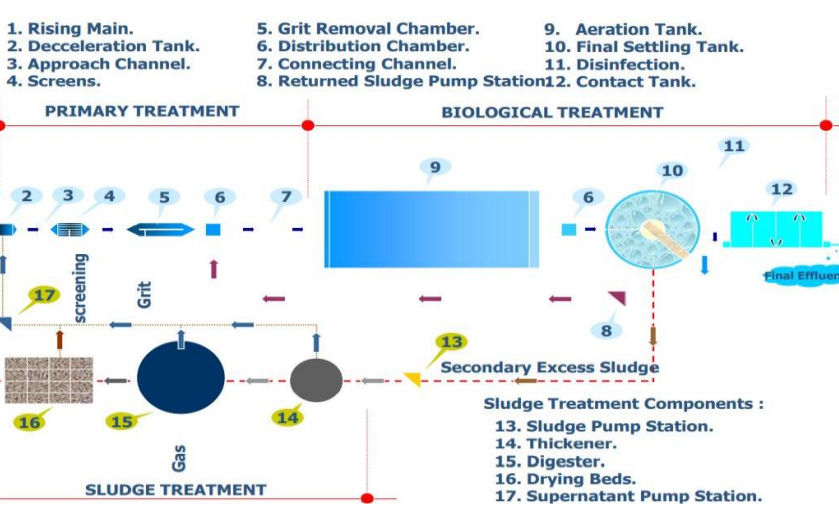 1. Rising Main.
2. Decceleration Tank.
3. Approach Channel.
4. Screens.
5. Grit Removal Chamber.
6. Distribution Chamber.
7. Connecting Channel.
8. Returned Sludge Pump Station
9. Aeration Tank.
10. Final Settling Tank.
11. Disinfection.
12. Contact Tank.
PRIMARY TREATMENT
BIOLOGICAL TREATMENT
2
3
4
5
6
7
9
6
10
11
12
Final Effluen
17
screening
Grit
8
13
Secondary Excess Sludge
16
15
14
Gas
SLUDGE TREATMENT
Sludge Treatment Components :
13. Sludge Pump Station.
14. Thickener.
15. Digester.
16. Drying Beds.
17. Supernatant Pump Station.